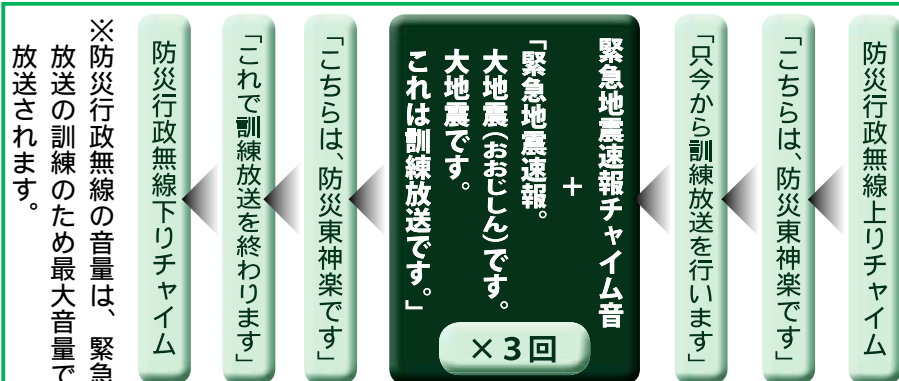 防災行政無線上りチャイム
「こちらは、防災東神楽です」
「只今から訓練放送を行います」
緊急地震速報チャイム音
+
「緊急地震速報。
大地震(おおじしん)です。
大地震です。
これは訓練放送です。」
×3回
「こちらは、防災東神楽です」
「これで訓練放送を終わります」
防災行政無線下りチャイム
※防災行政無線の音量は、緊急
放送の訓練のため最大音量で
放送されます。